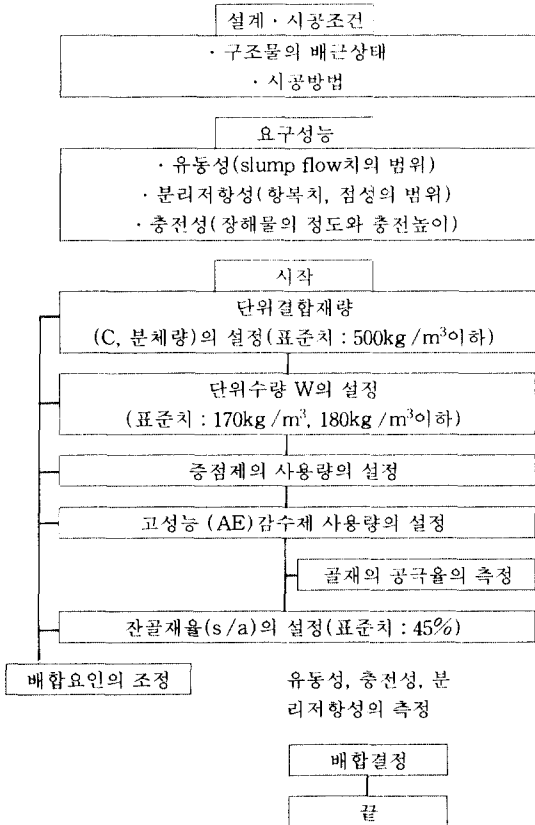 설계 · 시공조건
· 구조물의 배근상태
· 시공방법
요구성능
· 유동성(slump flow치의 범위)
· 분리저항성(항복치, 점성의 범위)
· 충전성(장해물의 정도와 충전높이)
시작
단위결합재량
(C, 분체량)의 설정(표준치 : 500kg/m³이하)
단위수량 W의 설정
(표준치 : 170kg/m³, 180kg/m³이하)
증점제의 사용량의 설정
고성능 (AE)감수제 사용량의 설정
골재의 공극율의 측정
잔골재율(s/a)의 설정(표준치 : 45%)
배합요인의 조정
유동성, 충전성, 분
리저항성의 측정
배합결정
끝